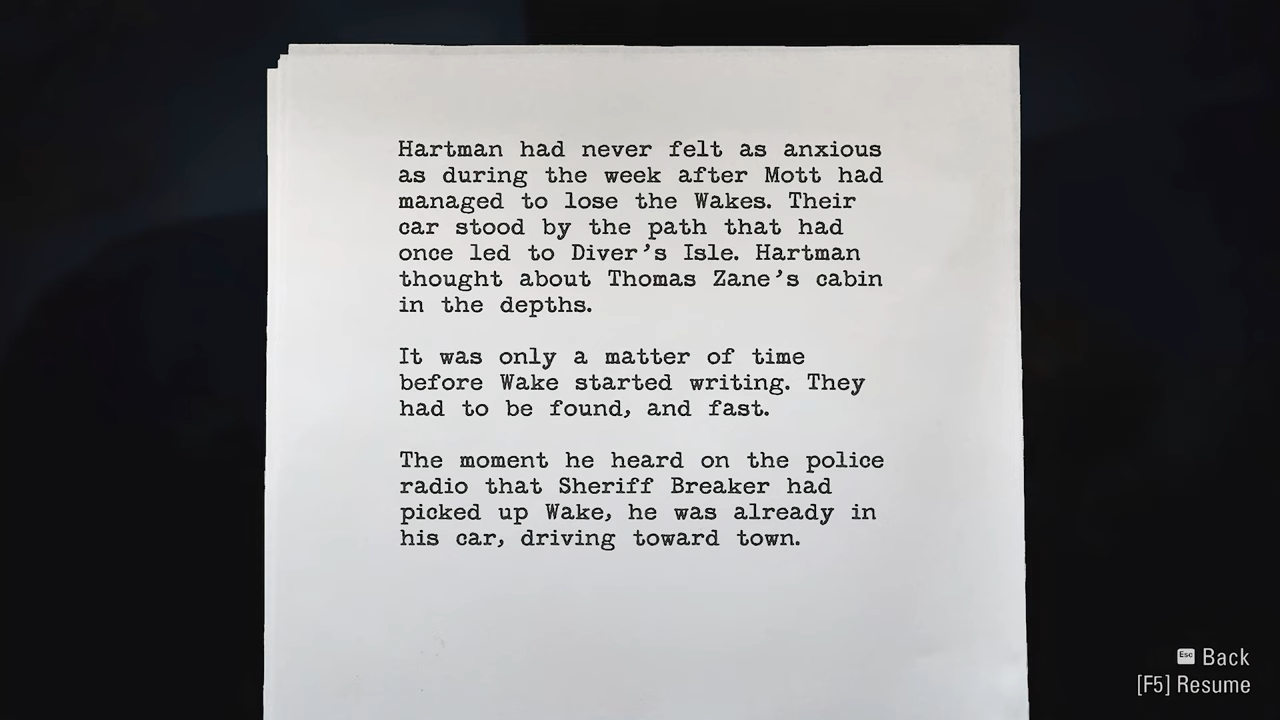 Hartman had never felt as anxious
as during the week after Mott had
managed to lose the Wakes. Their
car stood by the path that had
once led to Diver's Isle. Hartman
thought about Thomas Zane's cabin
in the depths.
It was only a matter of time
before Wake started writing. They
had to be found, and fast.
The moment he heard on the police
radio that Sheriff Breaker had
picked up Wake, he was already in
his car, driving toward town.
Esc Back
[F5] Resume